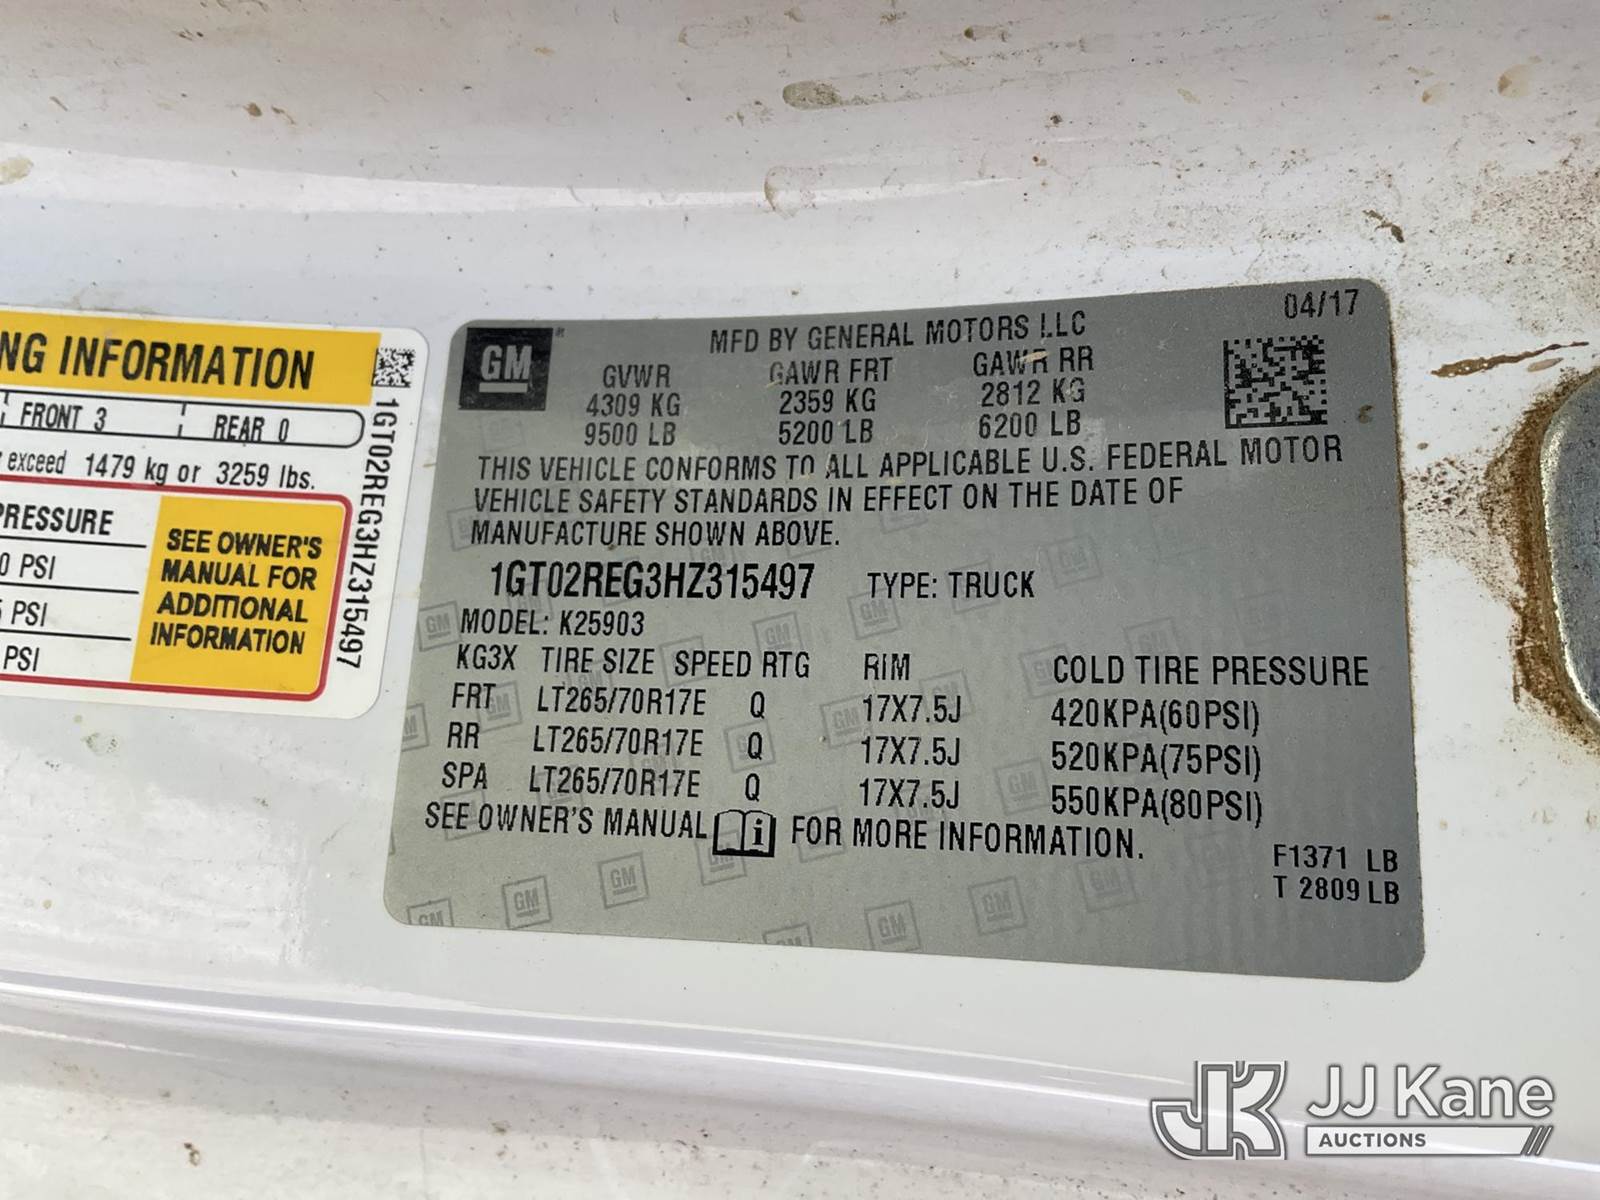 NG INFORMATION
FRONT 3 REAR 0
exceed 1479 kg or 3259 lbs.
PRESSURE
0 PSI
PSI
PSI
SEE OWNER'S
MANUAL FOR
ADDITIONAL
INFORMATION
1GT02REG3HZ315497
GM
MFD BY GENERAL MOTORS LLC
04/17
GVWR GAWR FRT GAWR RR
4309 KG 2359 KG 2812 KG
9500 LB 5200 LB 6200 LB
THIS VEHICLE CONFORMS TO ALL APPLICABLE U.S. FEDERAL MOTOR
VEHICLE SAFETY STANDARDS IN EFFECT ON THE DATE OF
MANUFACTURE SHOWN ABOVE.
1GT02REG3HZ315497 TYPE: TRUCK
MODEL: K25903
KG3X TIRE SIZE SPEED RTG RIM COLD TIRE PRESSURE
FRT LT265/70R17E Q 17X7.5J 420KPA(60PSI)
RR LT265/70R17E Q 17X7.5J 520KPA(75PSI)
SPA LT265/70R17E Q 17X7.5J 550KPA(80PSI)
SEE OWNER'S MANUAL i FOR MORE INFORMATION.
F1371 LB
T 2809 LB
JK JJ Kane
AUCTIONS